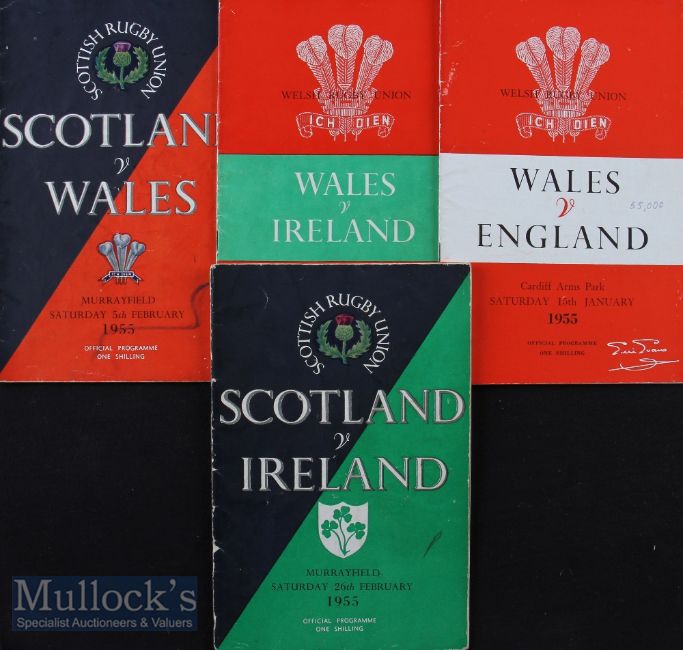 SCOTTISH RUGBY UNION
SCOTLAN
v
WALES
ICH DIEN
MURRAYFIELD
SATURDAY 5th FEBRUARY
1955
OFFICIAL PROGRAMME
ONE SHILLING
WELSH RUGBY UNION
ICH DIEN
WALES
v
IRELAND
WELSH RUGBY UNION
ICH DIEN
WALES
v
ENGLAND
55,000
Cardiff Arms Park
SATURDAY 15th JANUARY
1955
OFFICIAL PROGRAMME
ONE SHILLING
SCOTTISH RUGBY UNION
SCOTLAND
v
IRELAND
MURRAYFIELD
SATURDAY 26th FEBRUARY
1955
OFFICIAL PROGRAMME
ONE SHILLING
Mullock's
Specialist Auctioneers & Valuers